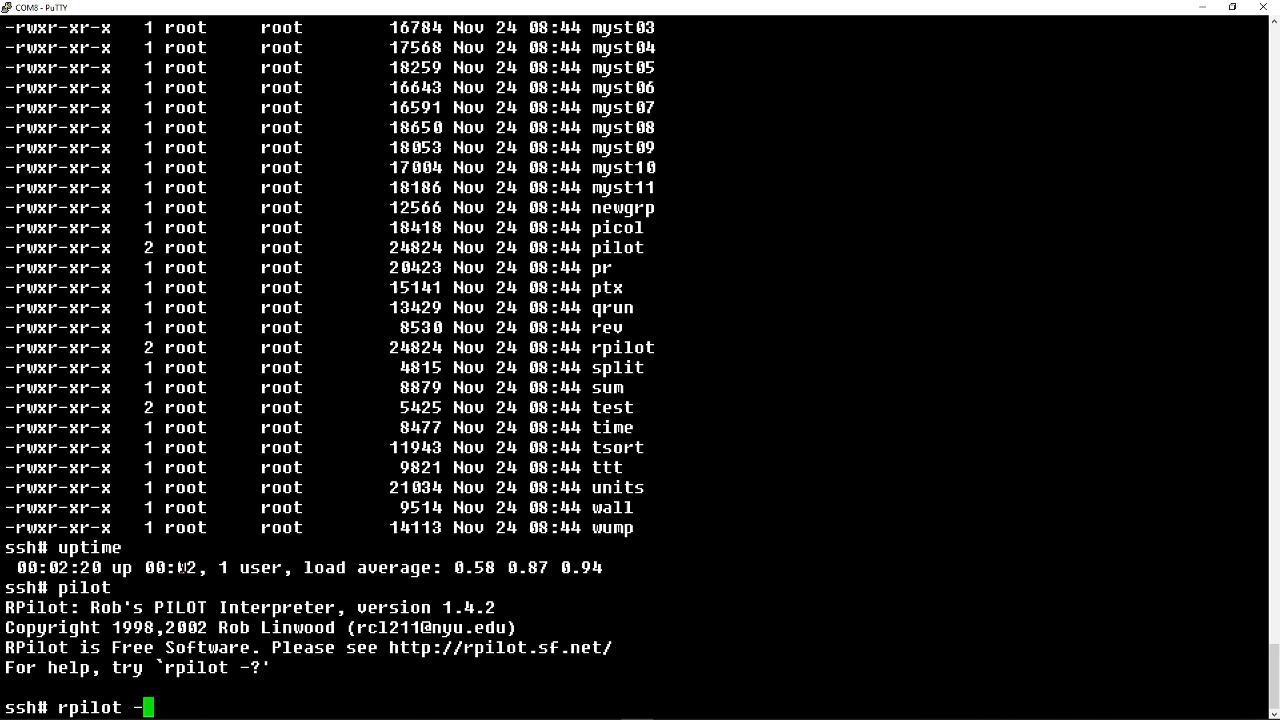 COM8 - PuTTY
-rwxr-xr-x 1 root root 16784 Nov 24 08:44 myst03
-rwxr-xr-x 1 root root 17568 Nov 24 08:44 myst04
-rwxr-xr-x 1 root root 18259 Nov 24 08:44 myst05
-rwxr-xr-x 1 root root 16643 Nov 24 08:44 myst06
-rwxr-xr-x 1 root root 16591 Nov 24 08:44 myst07
-rwxr-xr-x 1 root root 18650 Nov 24 08:44 myst08
-rwxr-xr-x 1 root root 18053 Nov 24 08:44 myst09
-rwxr-xr-x 1 root root 17004 Nov 24 08:44 myst10
-rwxr-xr-x 1 root root 18186 Nov 24 08:44 myst11
-rwxr-xr-x 1 root root 12566 Nov 24 08:44 newgrp
-rwxr-xr-x 1 root root 18418 Nov 24 08:44 picol
-rwxr-xr-x 2 root root 24824 Nov 24 08:44 pilot
-rwxr-xr-x 1 root root 20423 Nov 24 08:44 pr
-rwxr-xr-x 1 root root 15141 Nov 24 08:44 ptx
-rwxr-xr-x 1 root root 13429 Nov 24 08:44 qrun
-rwxr-xr-x 1 root root 8530 Nov 24 08:44 rev
-rwxr-xr-x 2 root root 24824 Nov 24 08:44 rpilot
-rwxr-xr-x 1 root root 4815 Nov 24 08:44 split
-rwxr-xr-x 1 root root 8879 Nov 24 08:44 sum
-rwxr-xr-x 2 root root 5425 Nov 24 08:44 test
-rwxr-xr-x 1 root root 8477 Nov 24 08:44 time
-rwxr-xr-x 1 root root 11943 Nov 24 08:44 tsort
-rwxr-xr-x 1 root root 9821 Nov 24 08:44 ttt
-rwxr-xr-x 1 root root 21034 Nov 24 08:44 units
-rwxr-xr-x 1 root root 9514 Nov 24 08:44 wall
-rwxr-xr-x 1 root root 14113 Nov 24 08:44 wump
ssh# uptime
00:02:20 up 00:02, 1 user, load average: 0.58 0.87 0.94
ssh# pilot
RPilot: Rob's PILOT Interpreter, version 1.4.2
Copyright 1998,2002 Rob Linwood (rcl211@nyu.edu)
RPilot is Free Software. Please see http://rpilot.sf.net/
For help, try `rpilot -?'
ssh# rpilot -